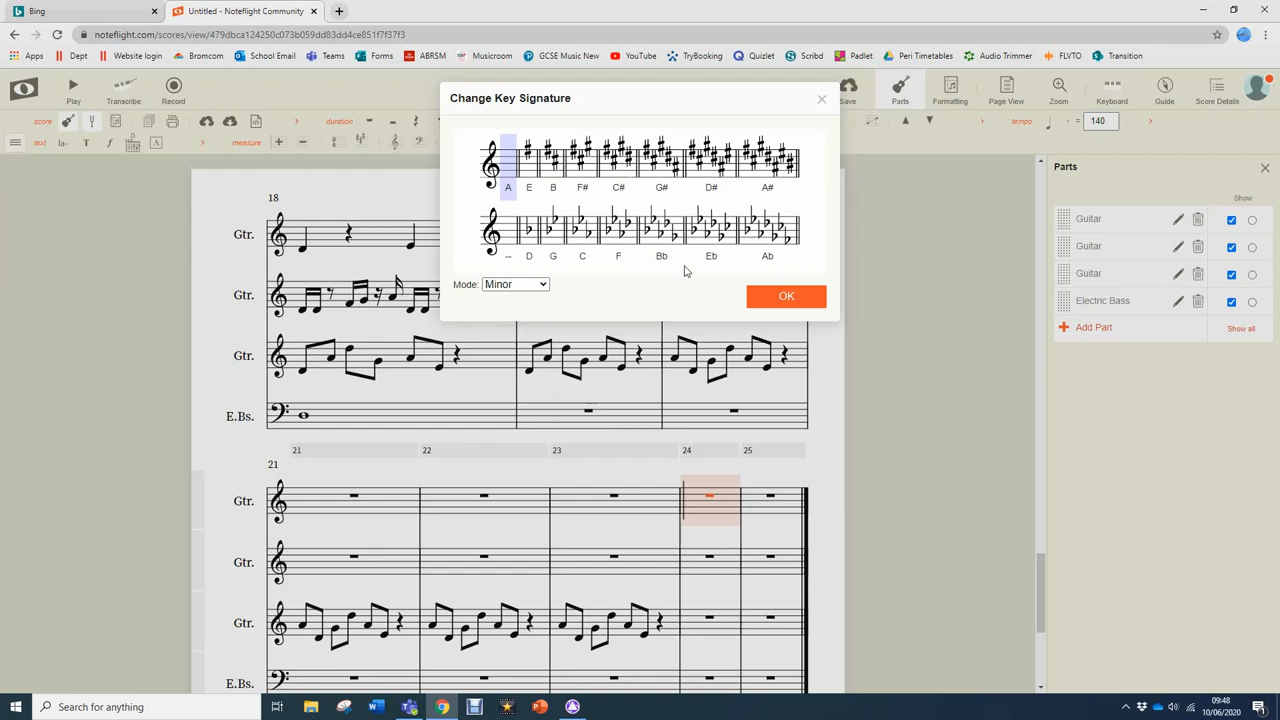 Bing
Untitled - Noteflight Community
noteflight.com/scores/view/479dbca124250c073b059dd83dd4ce851f7f37f3
Apps Dept Website login Bromcom School Email Teams Forms ABRSM Musicroom GCSE Music New YouTube TryBooking Quizlet Scribd Padlet Peri Timetables Audio Trimmer FLVTO Transition
Play Transcribe Record Save Parts Formatting Page View Zoom Keyboard Guide Score Details
score duration tempo = 140
text measure
Change Key Signature
A E B F# C# G# D# A#
-- D G C F Bb Eb Ab
Mode: Minor
OK
Parts
Show
Guitar
Guitar
Guitar
Electric Bass
Add Part Show all
18
Gtr.
Gtr.
Gtr.
E.Bs.
21 22 23 24 25
21
Gtr.
Gtr.
Gtr.
E.Bs.
Search for anything
09:48
10/06/2020